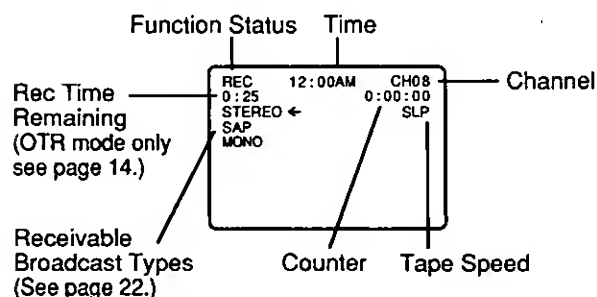 Function Status Time
REC 12:00AM CH08
Channel
0:25 0:00:00
STEREO ← SLP
SAP
MONO
Rec Time
Remaining
(OTR mode only
see page 14.)
Receivable
Broadcast Types
(See page 22.)
Counter Tape Speed